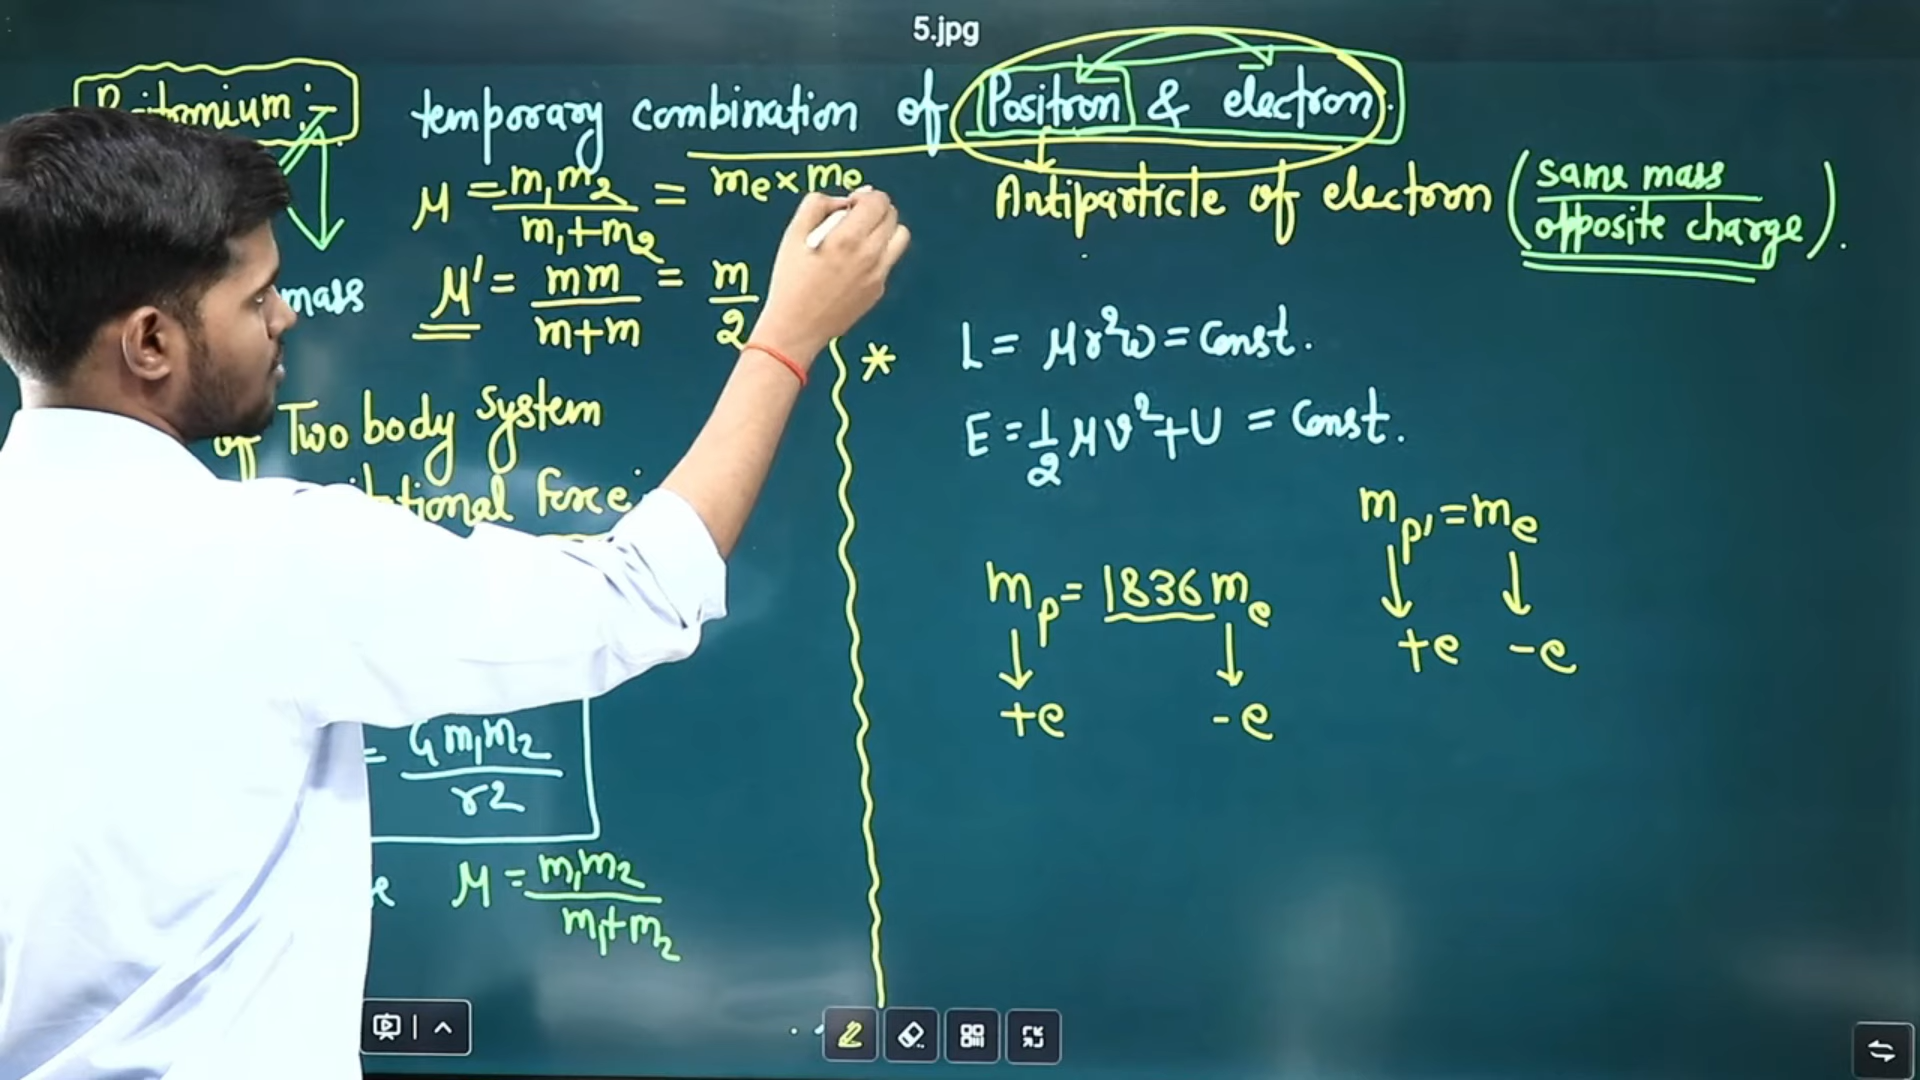 5.jpg
temporary combination of Positron & electron.
μ = m₁m₂ / m₁+m₂ = me × me
Antiparticle of electron (same mass / opposite charge).
mass μ' = mm / m+m = m / 2
* L = μr²ω = Const.
of Two body system
E = 1/2 μv² + U = Const.
Force
mp' = me
+e -e
mp = 1836 me
+e -e
= G m₁m₂ / r2
μ = m₁m₂ / m₁+m₂